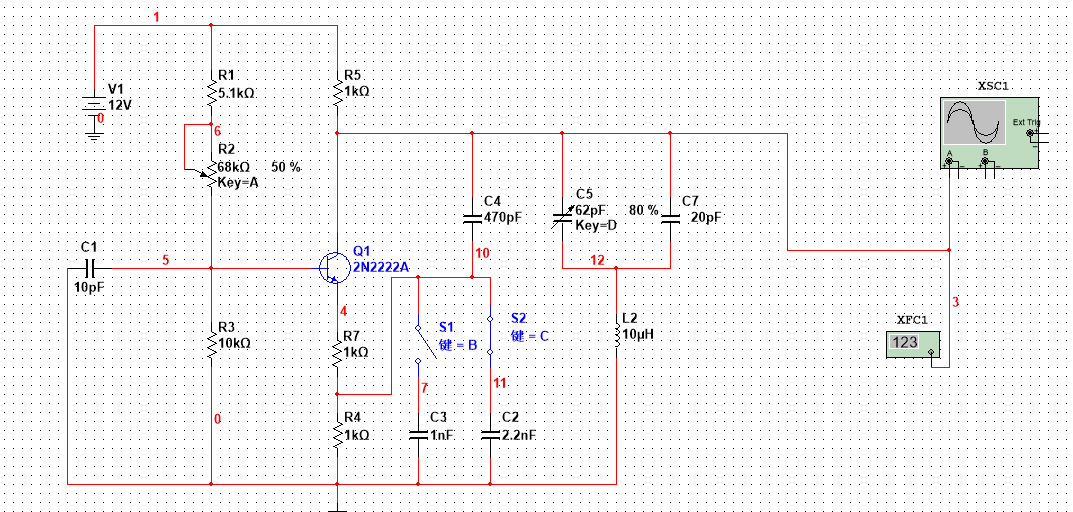 1
V1
12V
0
R1
5.1kΩ
R5
1kΩ
6
R2
68kΩ
50 %
Key=A
XSC1
Ext Trig
A
B
C4
470pF
C5
62pF
80 %
Key=D
C7
20pF
C1
10pF
5
Q1
2N2222A
10
12
4
S1
键 = B
S2
键 = C
L2
10µH
3
XFC1
123
R3
10kΩ
R7
1kΩ
7
11
0
R4
1kΩ
C3
1nF
C2
2.2nF